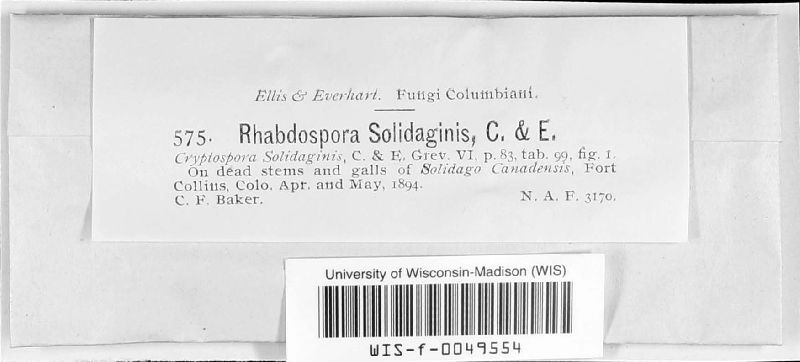 Ellis & Everhart. Fungi Columbiani.
575. Rhabdospora Solidaginis, C. & E.
Cryptospora Solidaginis, C. & E. Grev. VI, p. 83, tab. 99, fig. 1.
On dead stems and galls of Solidago Canadensis, Fort
Collins, Colo. Apr. and May, 1894.
C. F. Baker. N. A. F. 3170.
University of Wisconsin-Madison (WIS)
WIS-f-0049554